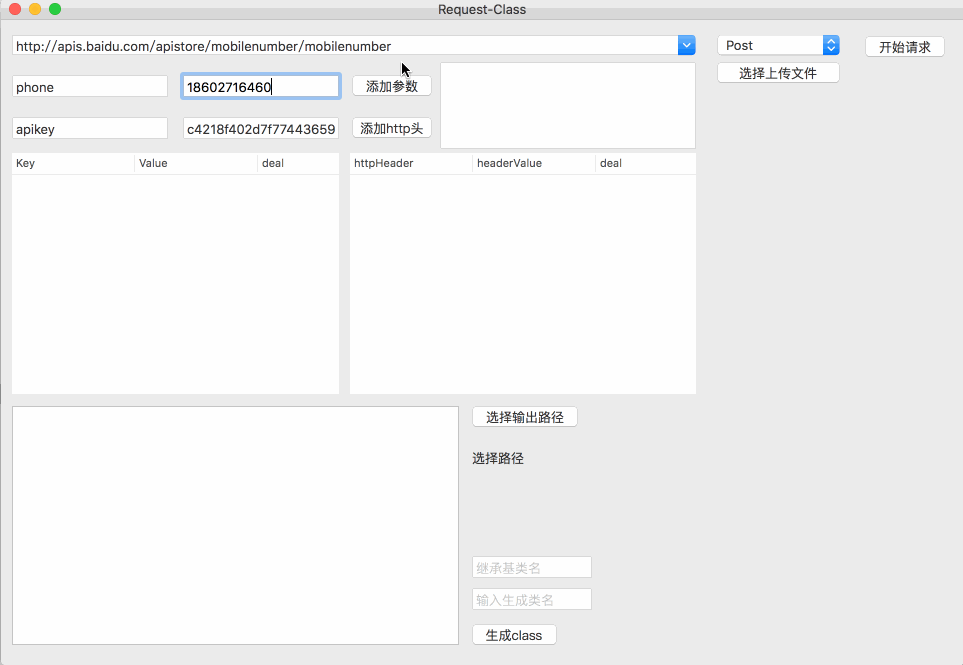 Request-Class
http://apis.baidu.com/apistore/mobilenumber/mobilenumber
Post
开始请求
选择上传文件
phone
18602716460
添加参数
apikey
c4218f402d7f77443659
添加http头
Key
Value
deal
httpHeader
headerValue
deal
选择输出路径
选择路径
继承基类名
输入生成类名
生成class